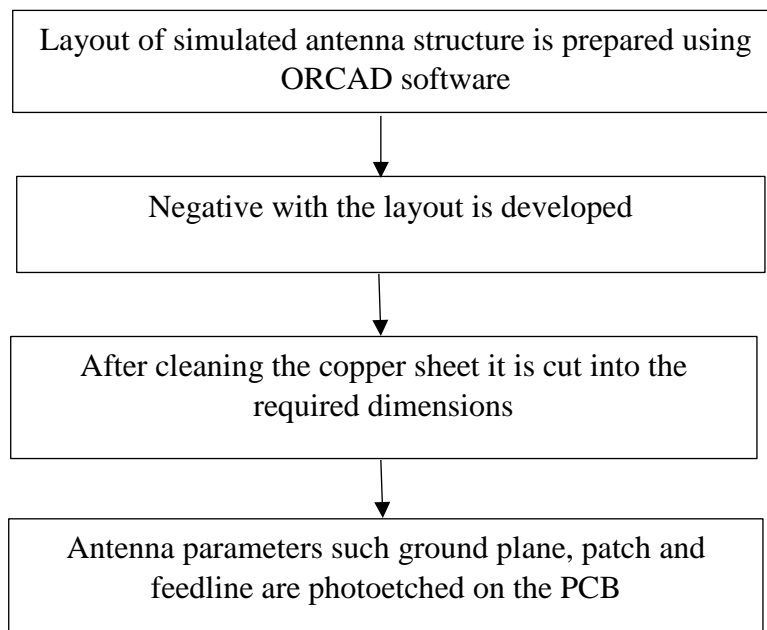 Layout of simulated antenna structure is prepared using
ORCAD software
Negative with the layout is developed
After cleaning the copper sheet it is cut into the
required dimensions
Antenna parameters such ground plane, patch and
feedline are photoetched on the PCB